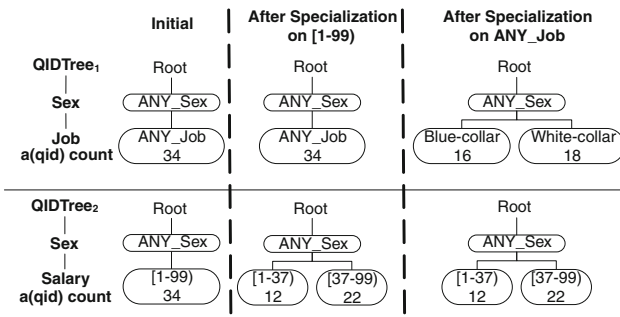 Initial
After Specialization
on [1-99)
After Specialization
on ANY_Job
QIDTree1
Root
Root
Root
Sex
ANY_Sex
ANY_Sex
ANY_Sex
Job
ANY_Job
ANY_Job
Blue-collar
White-collar
a(qid) count
34
34
16
18
QIDTree2
Root
Root
Root
Sex
ANY_Sex
ANY_Sex
ANY_Sex
Salary
[1-99)
[1-37)
[37-99)
[1-37)
[37-99)
a(qid) count
34
12
22
12
22